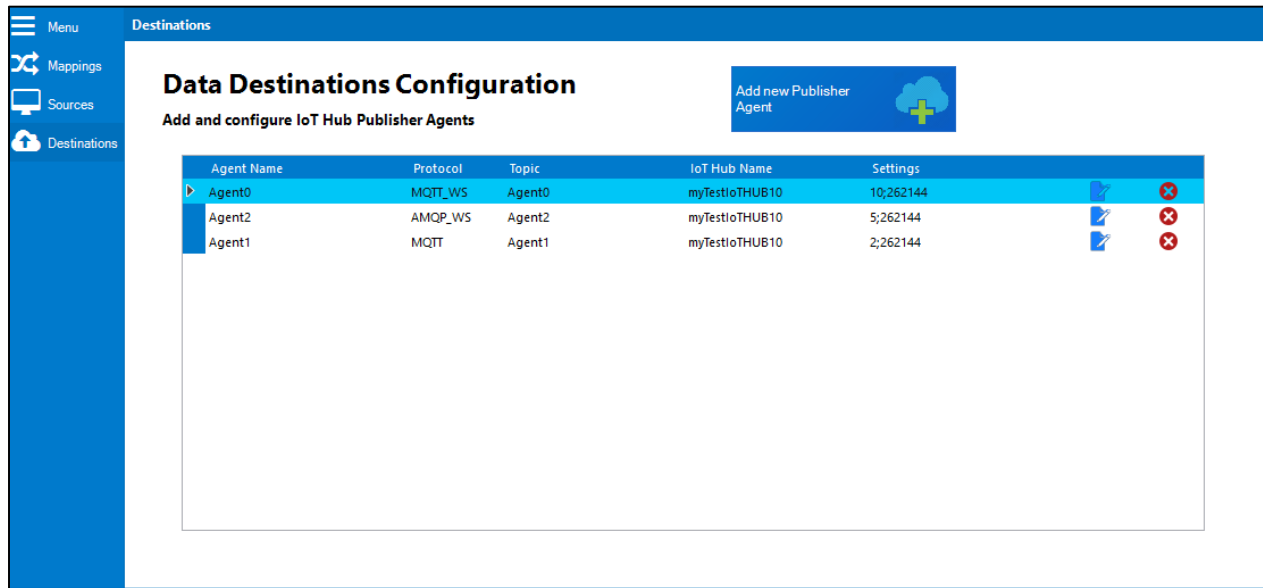 Menu
Destinations
Mappings
Sources
Destinations
Data Destinations Configuration
Add and configure IoT Hub Publisher Agents
Add new Publisher
Agent
Agent Name Protocol Topic IoT Hub Name Settings
Agent0 MQTT_WS Agent0 myTestIoTHUB10 10;262144
Agent2 AMQP_WS Agent2 myTestIoTHUB10 5;262144
Agent1 MQTT Agent1 myTestIoTHUB10 2;262144